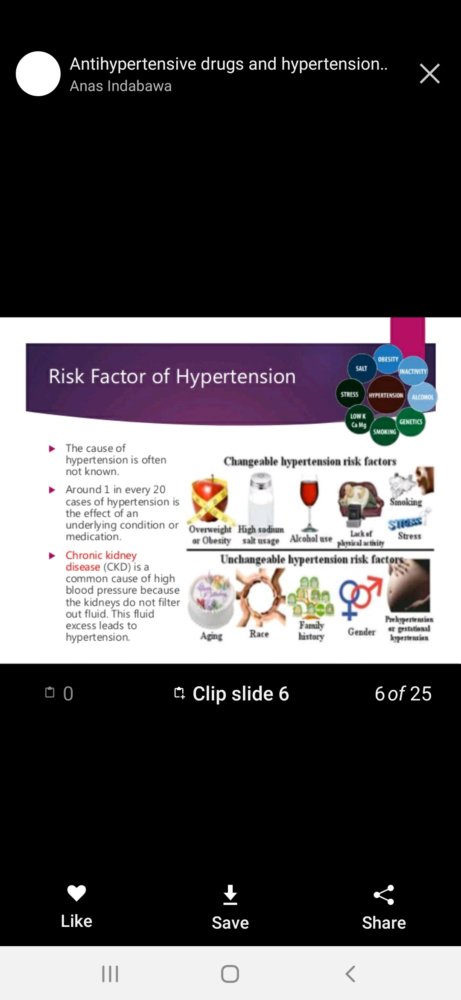 Antihypertensive drugs and hypertension..
Anas Indabawa
Risk Factor of Hypertension
OBESITY
SALT
INACTIVITY
STRESS
HYPERTENSION
ALCOHOL
LOW K
Ca Mg
GENETICS
SMOKING
The cause of
hypertension is often
not known.
Around 1 in every 20
cases of hypertension is
the effect of an
underlying condition or
medication.
Chronic kidney
disease (CKD) is a
common cause of high
blood pressure because
the kidneys do not filter
out fluid. This fluid
excess leads to
hypertension.
Changeable hypertension risk factors
Overweight
or Obesity
High sodium
salt usage
Alcohol use
Lack of
physical activity
Smoking
STRESS
Stress
Unchangeable hypertension risk factors
Aging
Race
Family
history
Gender
Prehypertension
or gestational
hypertension
0
Clip slide 6
6 of 25
Like
Save
Share